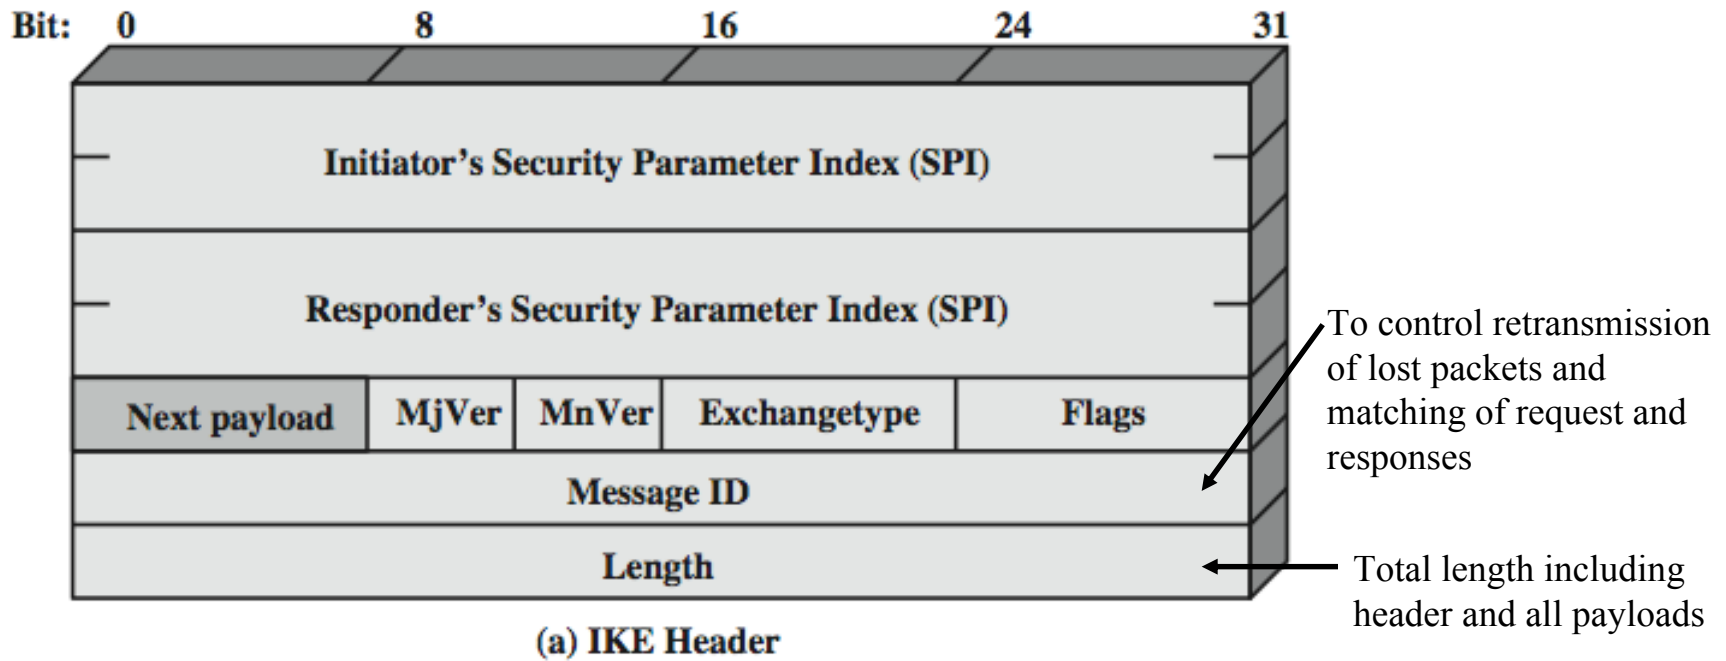 Bit: 0 8 16 24 31
Initiator's Security Parameter Index (SPI)
Responder's Security Parameter Index (SPI)
Next payload MjVer MnVer Exchangetype Flags
Message ID
Length
(a) IKE Header
To control retransmission
of lost packets and
matching of request and
responses
Total length including
header and all payloads